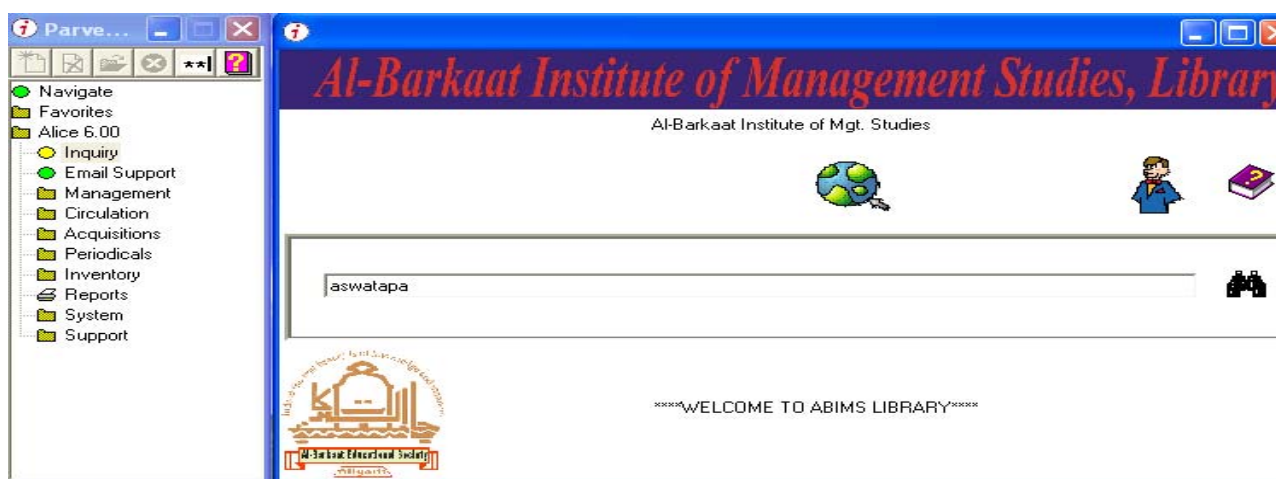 Parve...
**
?
Navigate
Favorites
Alice 6.00
Inquiry
Email Support
Management
Circulation
Acquisitions
Periodicals
Inventory
Reports
System
Support
Al-Barkaat Institute of Management Studies, Library
Al-Barkaat Institute of Mgt. Studies
?
aswatapa
****WELCOME TO ABIMS LIBRARY****
Al-Barkaat Educational Society